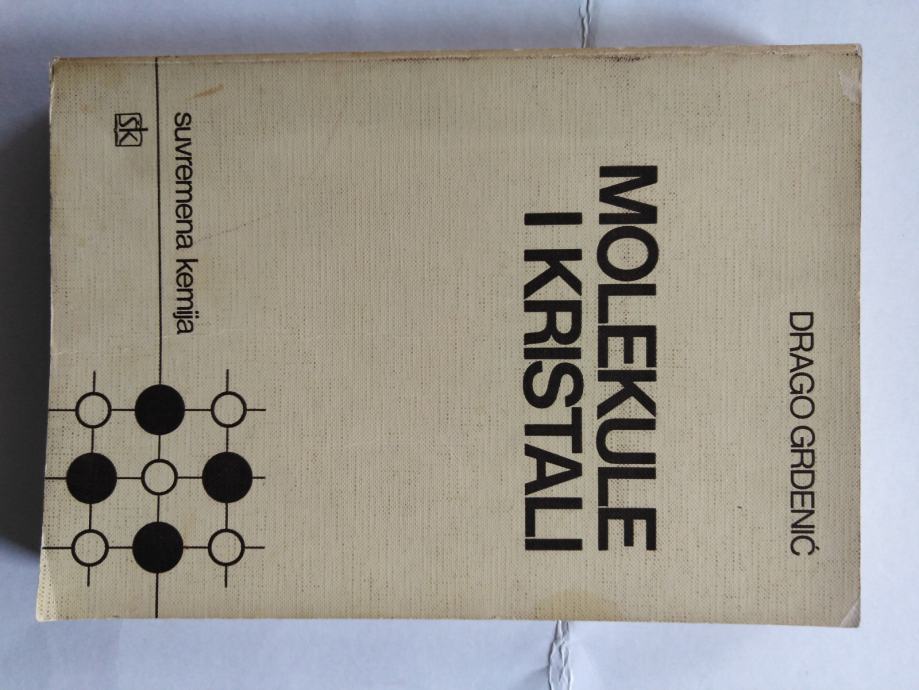 DRAGO GRDENIĆ
MOLEKULE
I KRISTALI
suvremena kemija
šk